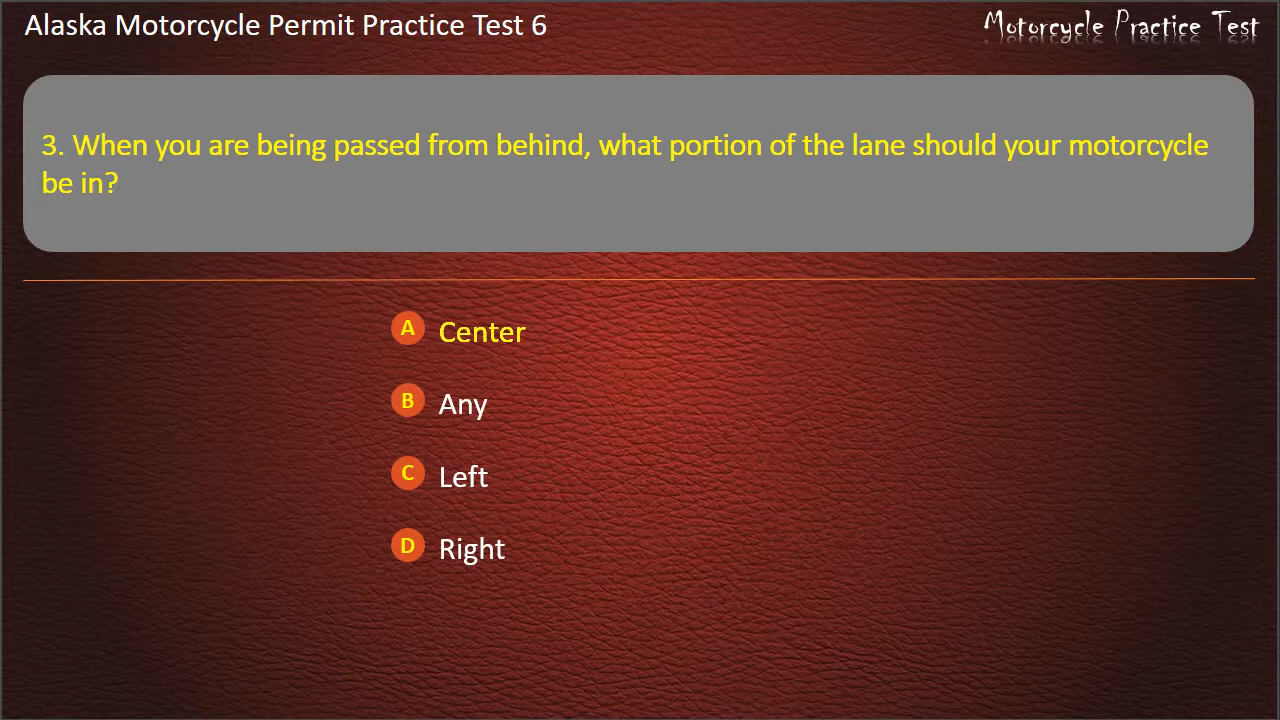 Alaska Motorcycle Permit Practice Test 6
Motorcycle Practice Test
3. When you are being passed from behind, what portion of the lane should your motorcycle
be in?
A Center
B Any
C Left
D Right